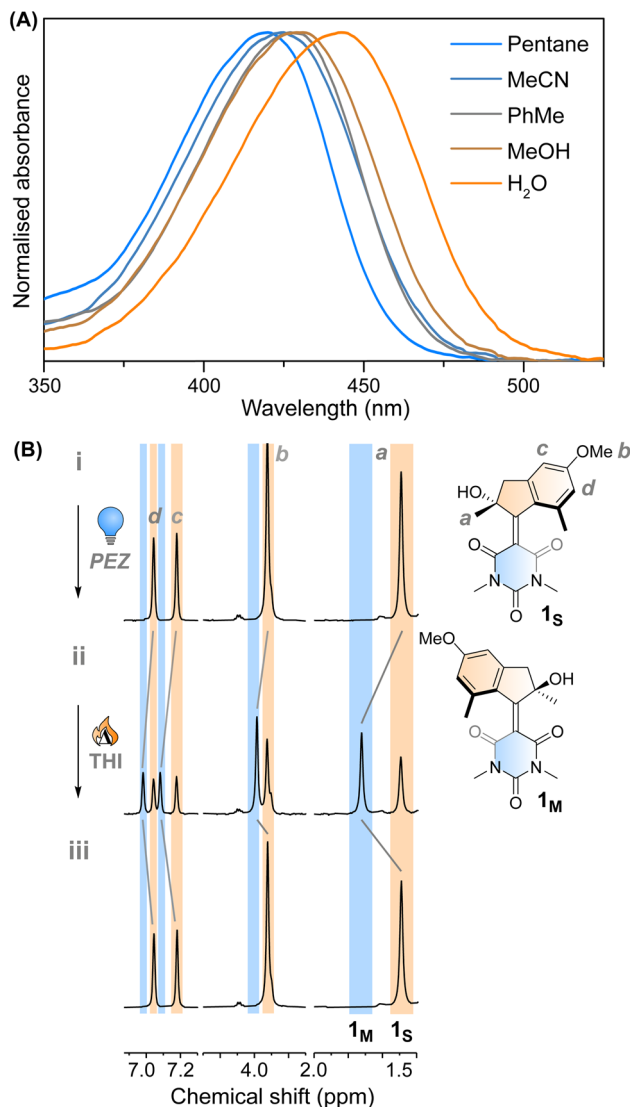 (A)
Normalised absorbance
Pentane
MeCN
PhMe
MeOH
H₂O
350
400
450
500
Wavelength (nm)
(B)
i
PEZ
ii
THI
iii
d
c
b
a
1M
1S
7.0
7.2
4.0
2.0
2.0
1.5
Chemical shift (ppm)
c
OMe
b
d
HO
a
O
O
N
N
O
1S
MeO
OH
O
O
N
N
O
1M